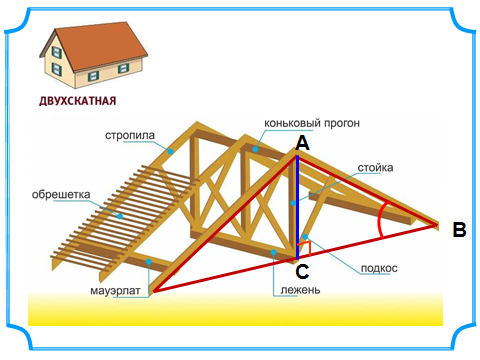 ДВУХСКАТНАЯ
коньковый прогон
стропила
А
стойка
обрешетка
В
С
подкос
мауэрлат
лежень